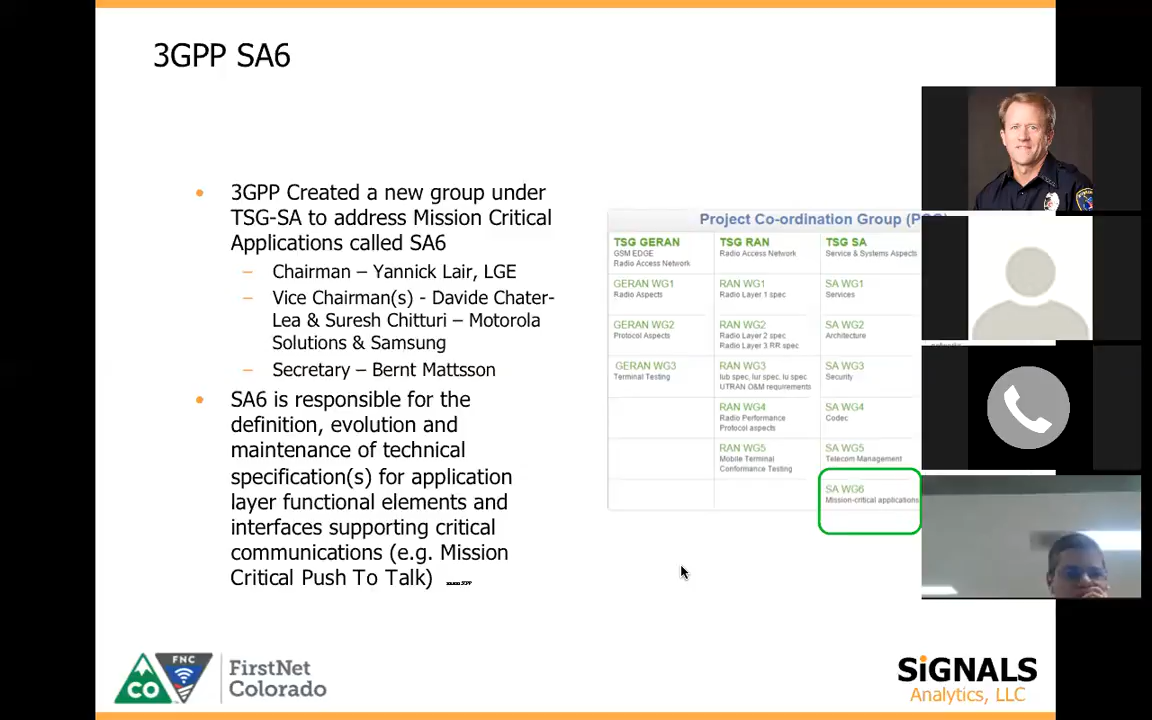 3GPP SA6
3GPP Created a new group under
TSG-SA to address Mission Critical
Applications called SA6
Chairman – Yannick Lair, LGE
Vice Chairman(s) - Davide Chater-
Lea & Suresh Chitturi – Motorola
Solutions & Samsung
Secretary – Bernt Mattsson
SA6 is responsible for the
definition, evolution and
maintenance of technical
specification(s) for application
layer functional elements and
interfaces supporting critical
communications (e.g. Mission
Critical Push To Talk)
Project Co-ordination Group
TSG GERAN
GSM EDGE
Radio Access Network
GERAN WG1
Radio Aspects
GERAN WG2
Protocol Aspects
GERAN WG3
Terminal Testing
TSG RAN
Radio Access Network
RAN WG1
Radio Layer 1 spec
RAN WG2
Radio Layer 2 spec
Radio Layer 3 RR spec
RAN WG3
Iub spec, Iur spec, Iu spec
UTRAN O&M requirements
RAN WG4
Radio Performance
Protocol aspects
RAN WG5
Mobile Terminal
Conformance Testing
TSG SA
Service & Systems Aspects
SA WG1
Services
SA WG2
Architecture
SA WG3
Security
SA WG4
Codec
SA WG5
Telecom Management
SA WG6
Mission-critical applications
CO
FNC
FirstNet
Colorado
SiGNALS
Analytics, LLC